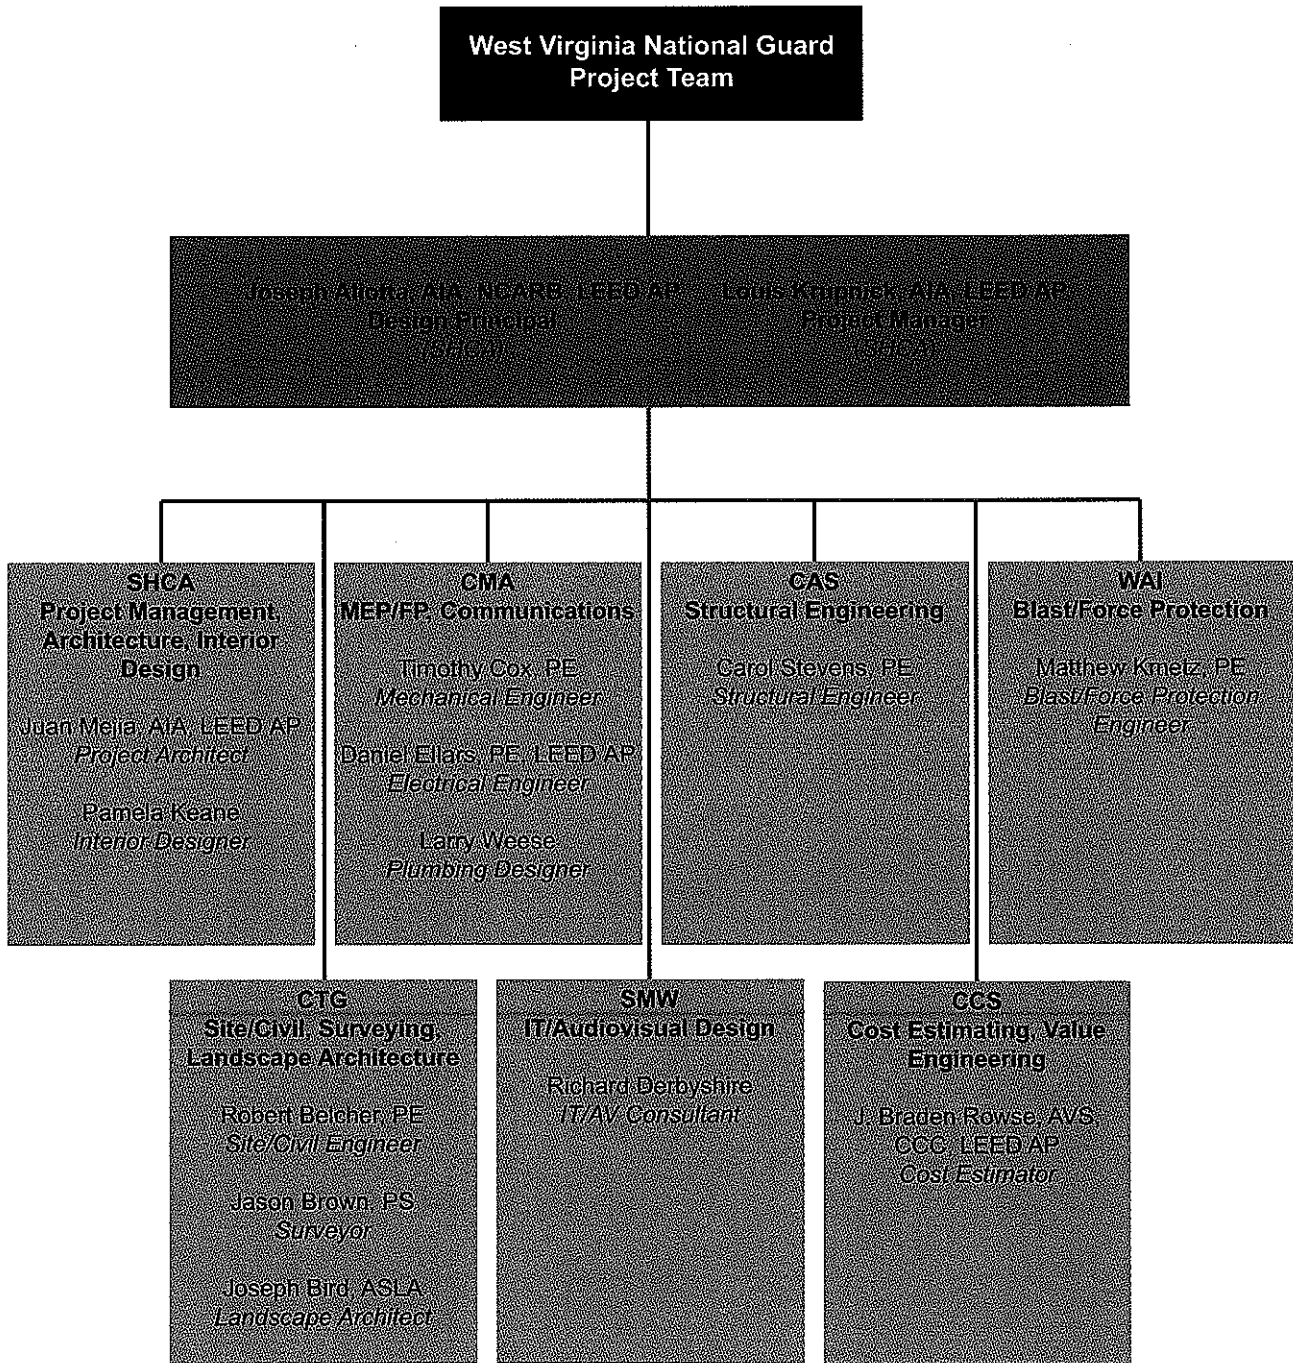 West Virginia National Guard
Project Team
Joseph Aliotta, AIA, NCARB, LEED AP
Design Principal
(SHCA)
Louis Krupnick, AIA, LEED AP
Project Manager
(SHCA)
SHCA
Project Management,
Architecture, Interior
Design
Juan Mejia, AIA, LEED AP
Project Architect
Pamela Keane
Interior Designer
CMA
MEP/FP, Communications
Timothy Cox, PE
Mechanical Engineer
Daniel Ellars, PE, LEED AP
Electrical Engineer
Larry Weese
Plumbing Designer
CAS
Structural Engineering
Carol Stevens, PE
Structural Engineer
WAI
Blast/Force Protection
Matthew Kmetz, PE
Blast/Force Protection
Engineer
CTG
Site/Civil, Surveying,
Landscape Architecture
Robert Belcher, PE
Site/Civil Engineer
Jason Brown, PS
Surveyor
Joseph Bird, ASLA
Landscape Architect
SMW
IT/Audiovisual Design
Richard Derbyshire
IT/AV Consultant
CCS
Cost Estimating, Value
Engineering
J. Braden Rowse, AVS,
CCC, LEED AP
Cost Estimator